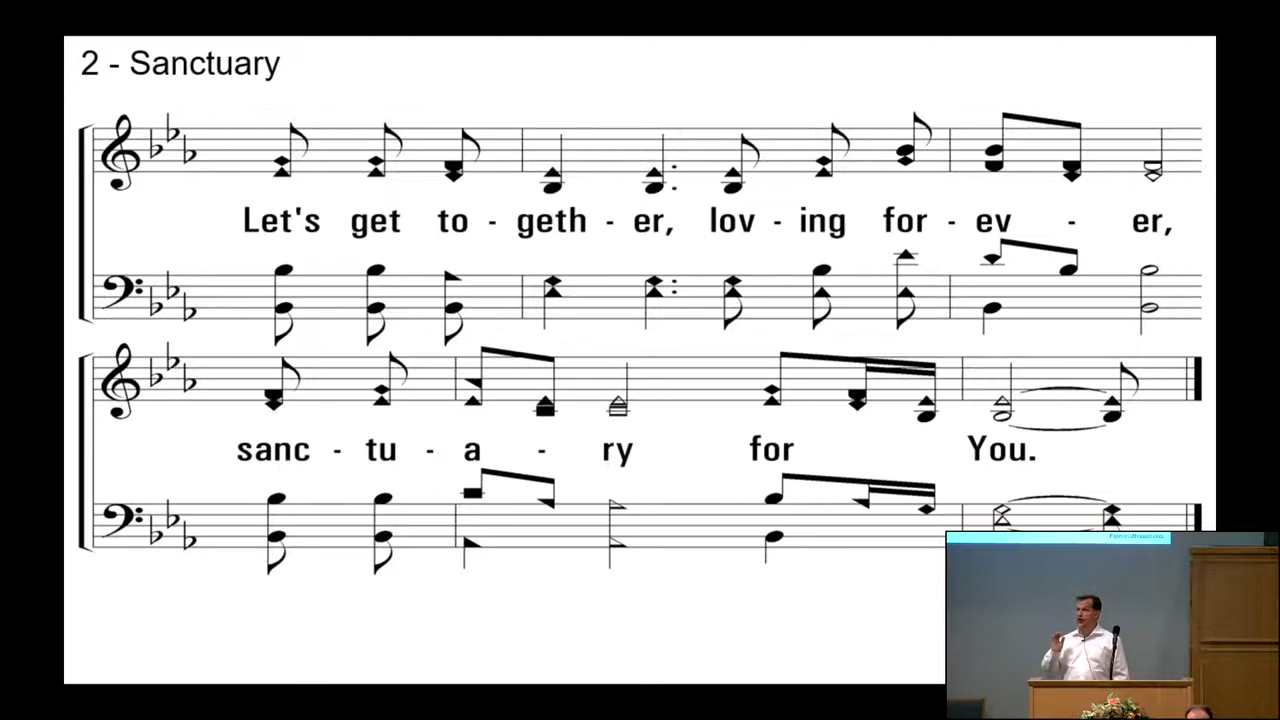 2 - Sanctuary
Let's get to - geth - er, lov - ing for - ev - er,
sanc - tu - a - ry for You.